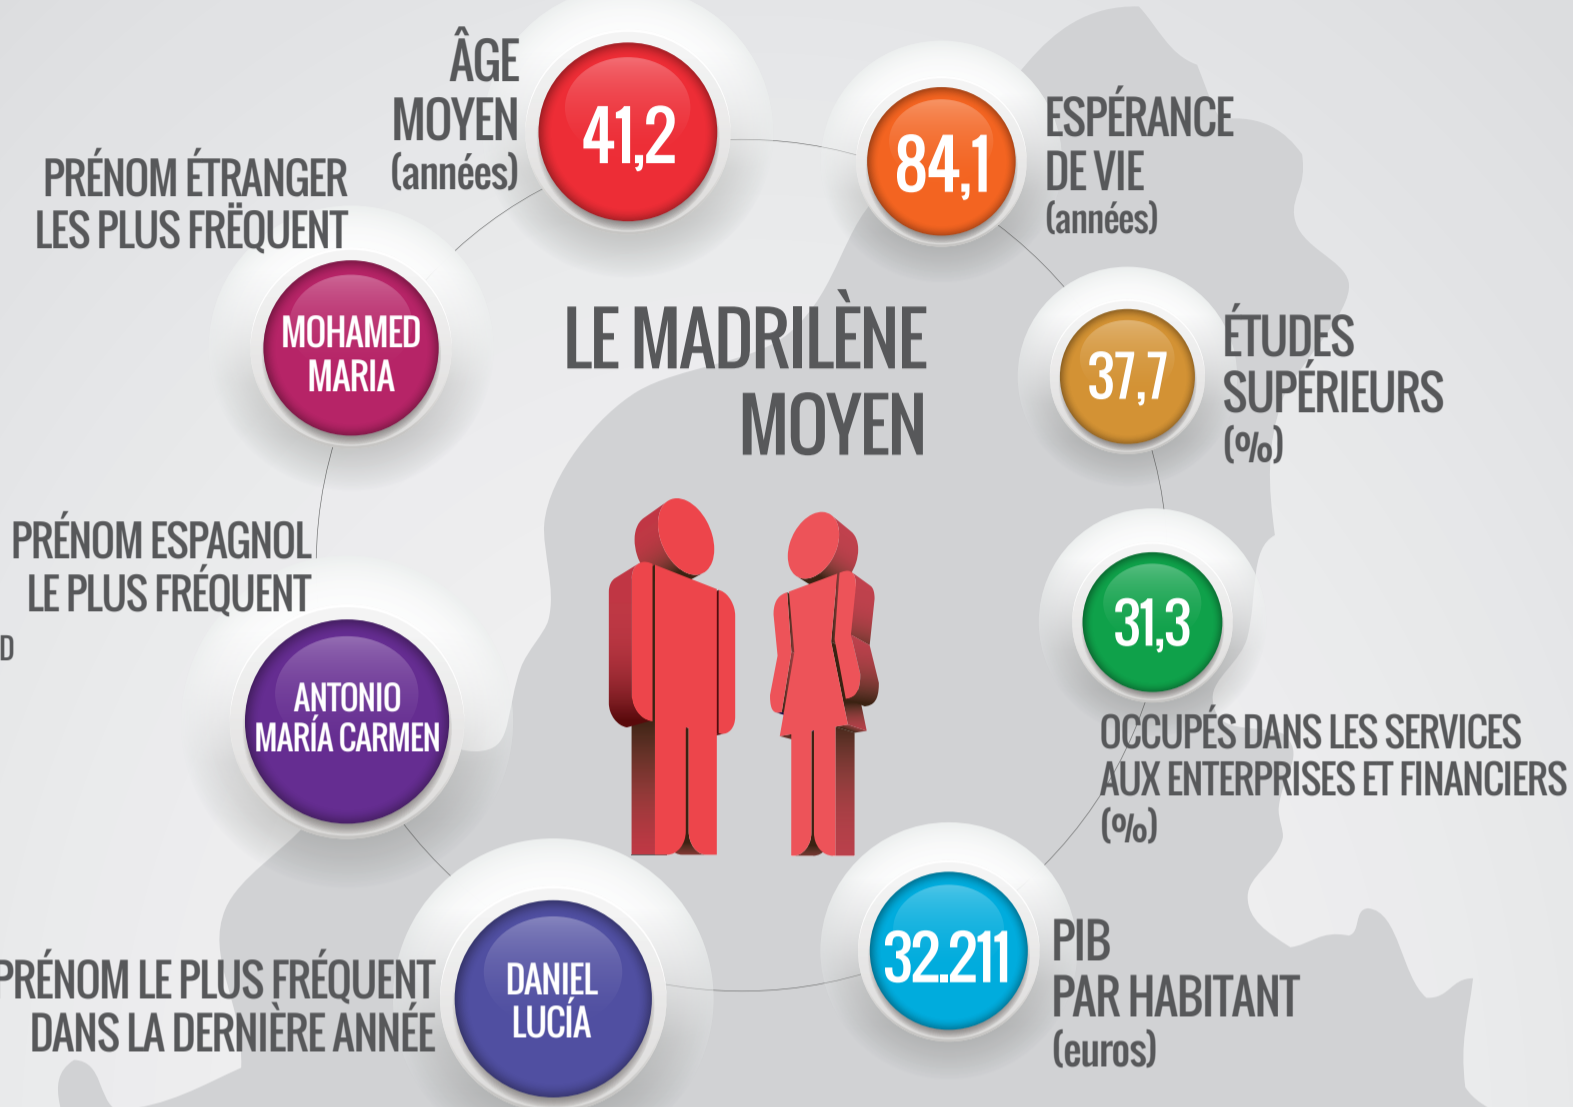 ÂGE
MOYEN
(années)
41,2
84,1
ESPÉRANCE
DE VIE
(années)
PRÉNOM ÉTRANGER
LES PLUS FRËQUENT
MOHAMED
MARIA
LE MADRILÈNE
MOYEN
37,7
ÉTUDES
SUPÉRIEURS
(%)
PRÉNOM ESPAGNOL
LE PLUS FRÉQUENT
D
ANTONIO
MARÍA CARMEN
31,3
OCCUPÉS DANS LES SERVICES
AUX ENTERPRISES ET FINANCIERS
(%)
PRÉNOM LE PLUS FRÉQUENT
DANS LA DERNIÈRE ANNÉE
DANIEL
LUCÍA
32.211
PIB
PAR HABITANT
(euros)